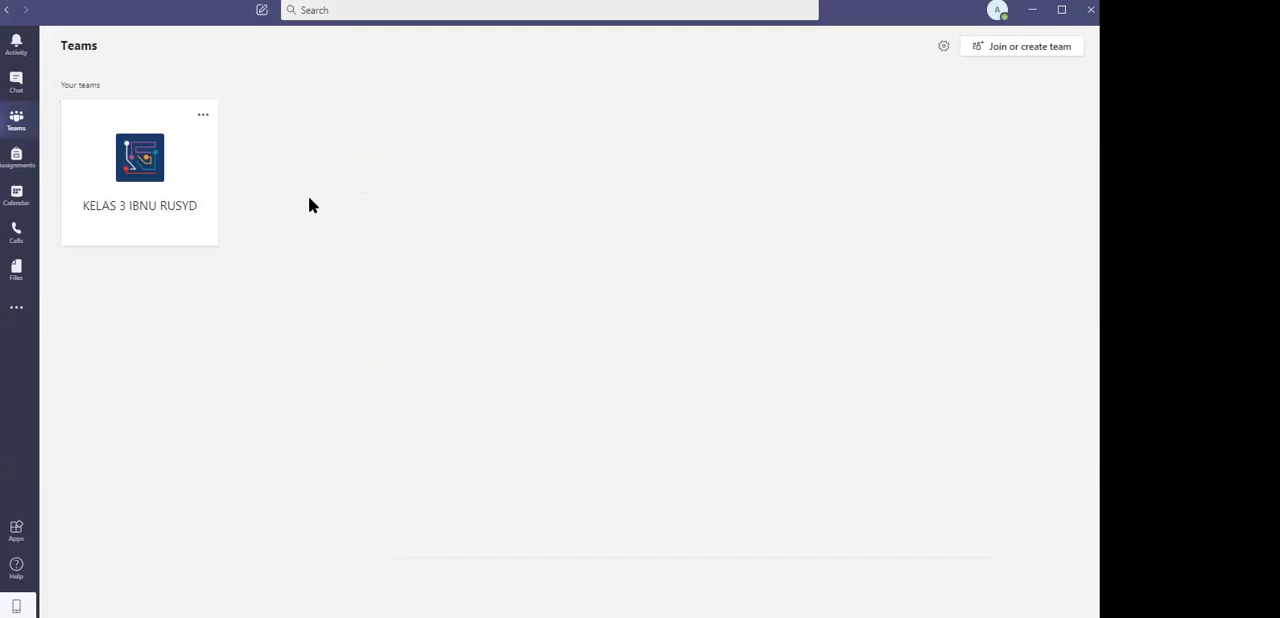 Search
A
Activity
Chat
Teams
Assignments
Calendar
Calls
Files
Apps
Help
Teams
Join or create team
Your teams
KELAS 3 IBNU RUSYD